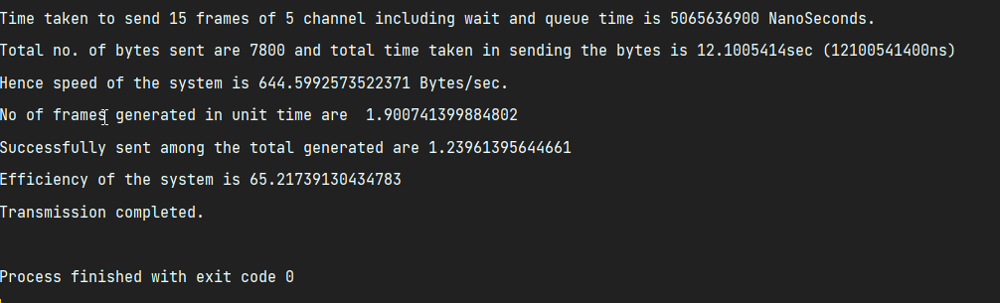 Time taken to send 15 frames of 5 channel including wait and queue time is 5065636900 NanoSeconds.
Total no. of bytes sent are 7800 and total time taken in sending the bytes is 12.1005414sec (12100541400ns)
Hence speed of the system is 644.5992573522371 Bytes/sec.
No of frames generated in unit time are  1.900741399884802
Successfully sent among the total generated are 1.23961395644661
Efficiency of the system is 65.21739130434783
Transmission completed.
Process finished with exit code 0